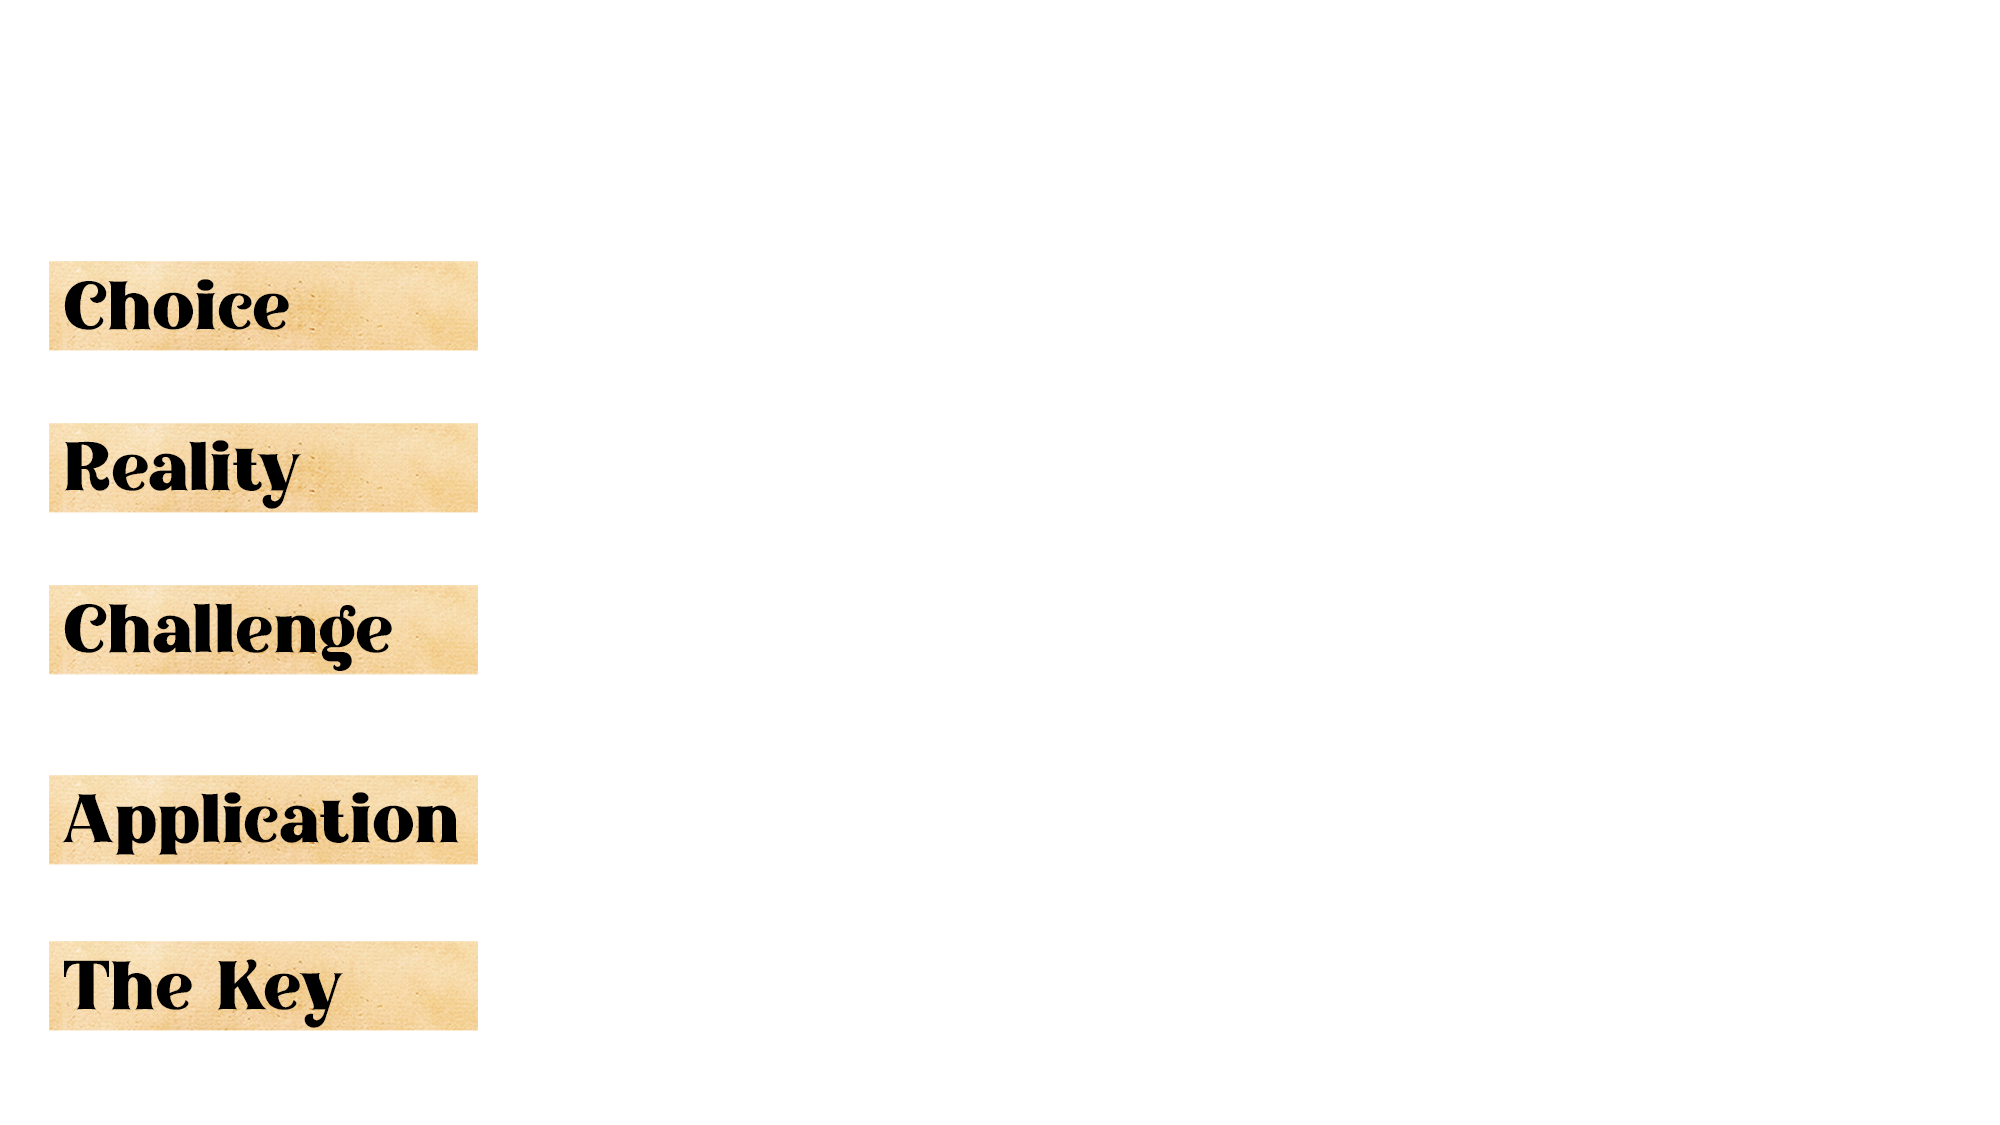 Choice
Reality
Challenge
Application
The Key